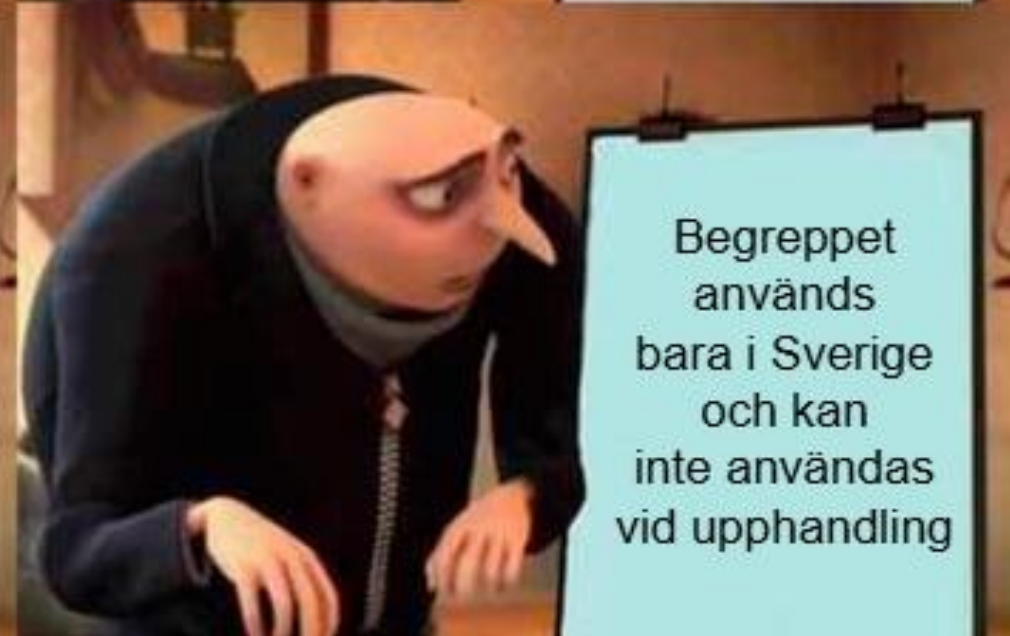 Begreppet
används
bara i Sverige
och kan
inte användas
vid upphandling